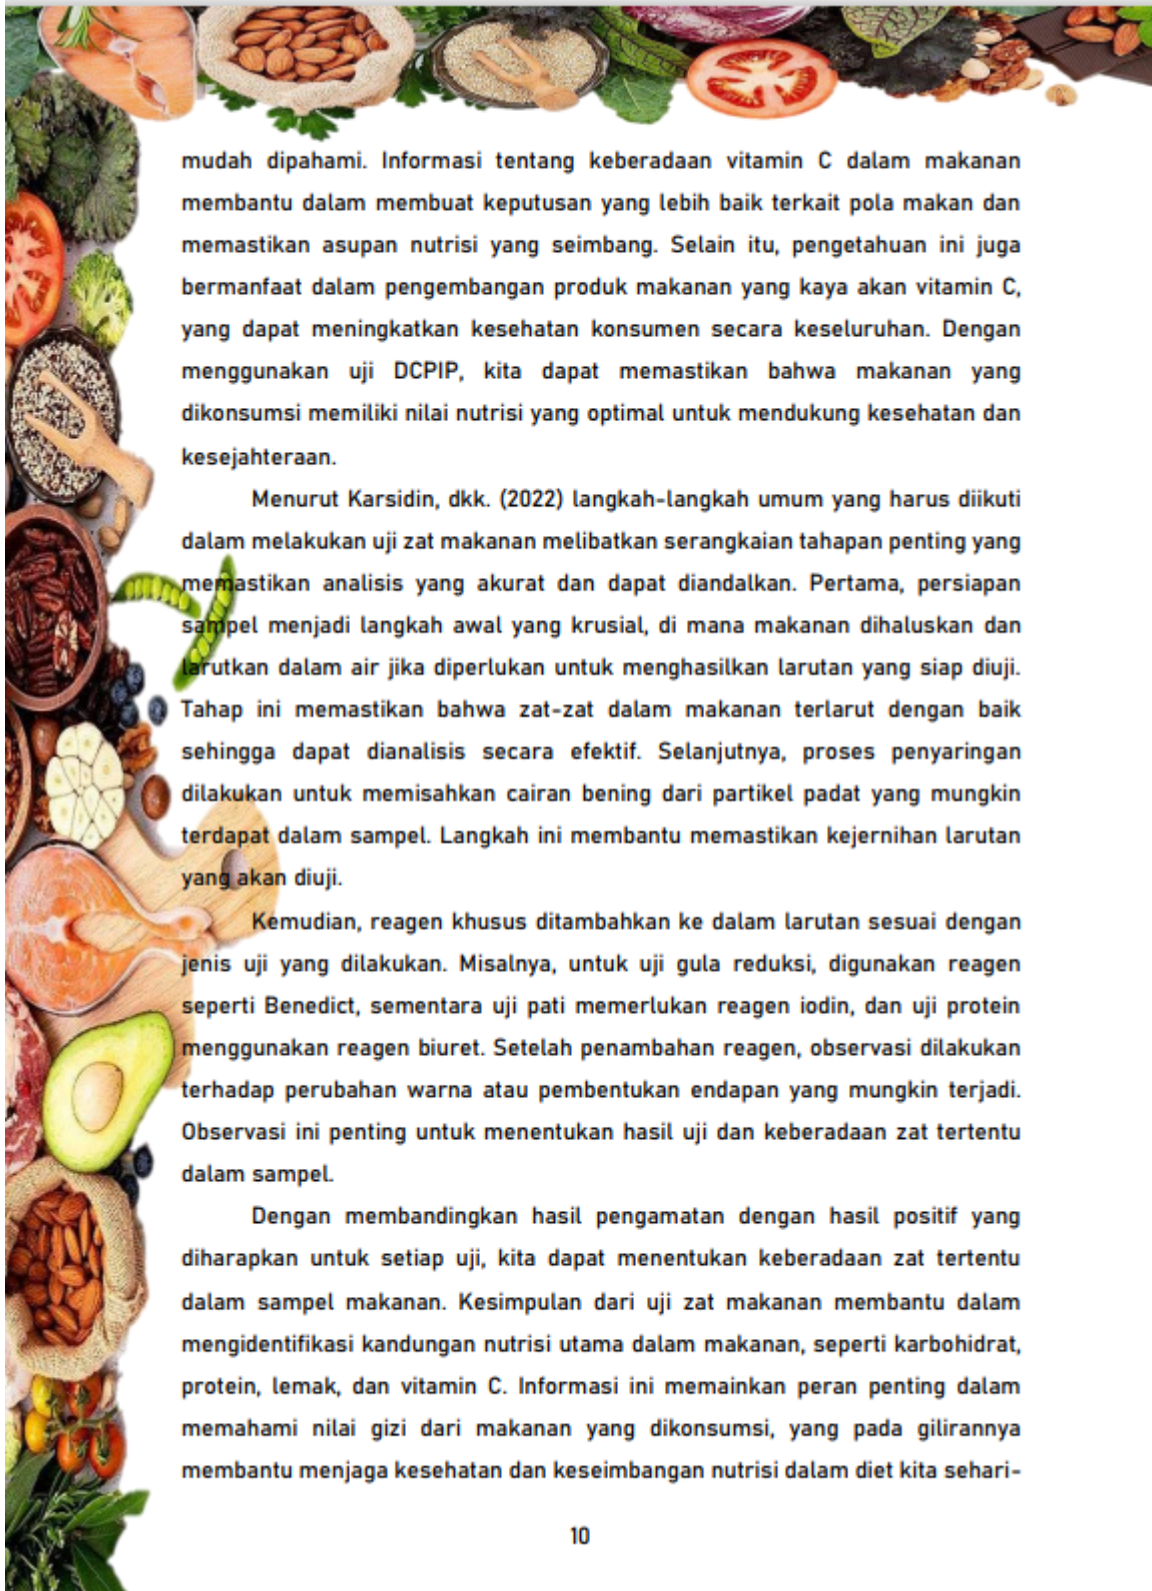 mudah dipahami. Informasi tentang keberadaan vitamin C dalam makanan
membantu dalam membuat keputusan yang lebih baik terkait pola makan dan
memastikan asupan nutrisi yang seimbang. Selain itu, pengetahuan ini juga
bermanfaat dalam pengembangan produk makanan yang kaya akan vitamin C,
yang dapat meningkatkan kesehatan konsumen secara keseluruhan. Dengan
menggunakan uji DCPIP, kita dapat memastikan bahwa makanan yang
dikonsumsi memiliki nilai nutrisi yang optimal untuk mendukung kesehatan dan
kesejahteraan.
Menurut Karsidin, dkk. (2022) langkah-langkah umum yang harus diikuti
dalam melakukan uji zat makanan melibatkan serangkaian tahapan penting yang
memastikan analisis yang akurat dan dapat diandalkan. Pertama, persiapan
sampel menjadi langkah awal yang krusial, di mana makanan dihaluskan dan
larutkan dalam air jika diperlukan untuk menghasilkan larutan yang siap diuji.
Tahap ini memastikan bahwa zat-zat dalam makanan terlarut dengan baik
sehingga dapat dianalisis secara efektif. Selanjutnya, proses penyaringan
dilakukan untuk memisahkan cairan bening dari partikel padat yang mungkin
terdapat dalam sampel. Langkah ini membantu memastikan kejernihan larutan
yang akan diuji.
Kemudian, reagen khusus ditambahkan ke dalam larutan sesuai dengan
jenis uji yang dilakukan. Misalnya, untuk uji gula reduksi, digunakan reagen
seperti Benedict, sementara uji pati memerlukan reagen iodin, dan uji protein
menggunakan reagen biuret. Setelah penambahan reagen, observasi dilakukan
terhadap perubahan warna atau pembentukan endapan yang mungkin terjadi.
Observasi ini penting untuk menentukan hasil uji dan keberadaan zat tertentu
dalam sampel.
Dengan membandingkan hasil pengamatan dengan hasil positif yang
diharapkan untuk setiap uji, kita dapat menentukan keberadaan zat tertentu
dalam sampel makanan. Kesimpulan dari uji zat makanan membantu dalam
mengidentifikasi kandungan nutrisi utama dalam makanan, seperti karbohidrat,
protein, lemak, dan vitamin C. Informasi ini memainkan peran penting dalam
memahami nilai gizi dari makanan yang dikonsumsi, yang pada gilirannya
membantu menjaga kesehatan dan keseimbangan nutrisi dalam diet kita sehari-
10